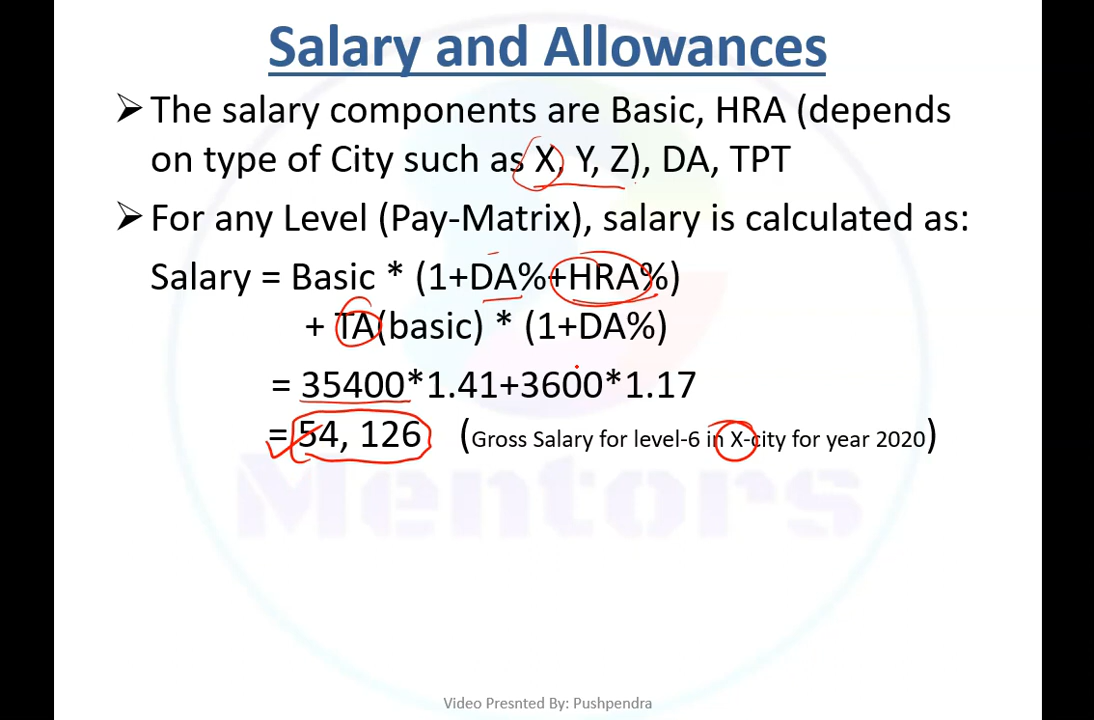 Salary and Allowances
➢ The salary components are Basic, HRA (depends
on type of City such as X, Y, Z), DA, TPT
➢ For any Level (Pay-Matrix), salary is calculated as:
Salary = Basic * (1+DA%+HRA%)
+ TA(basic) * (1+DA%)
= 35400*1.41+3600*1.17
= 54, 126 (Gross Salary for level-6 in X-city for year 2020)
Mentors
Video Presnted By: Pushpendra